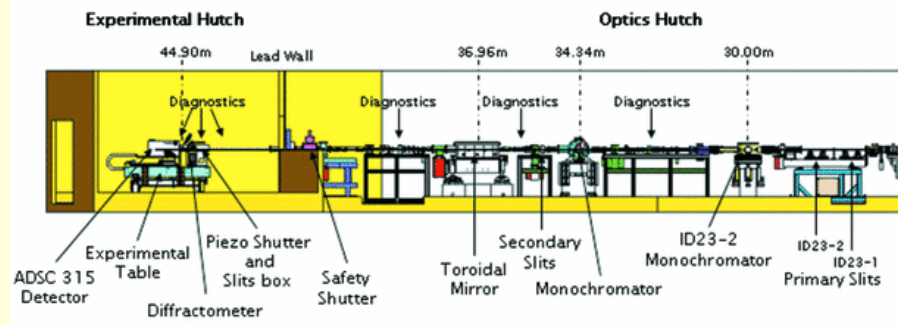 Experimental Hutch
Optics Hutch
44.90m
Lead Wall
36.96m
34.34m
30.00m
Diagnostics
Diagnostics
Diagnostics
Diagnostics
ADSC 315
Detector
Experimental
Table
Diffractometer
Piezo Shutter
and
Slits box
Safety
Shutter
Toroidal
Mirror
Secondary
Slits
Monochromator
ID23-2
Monochromator
ID23-2
ID23-1
Primary Slits